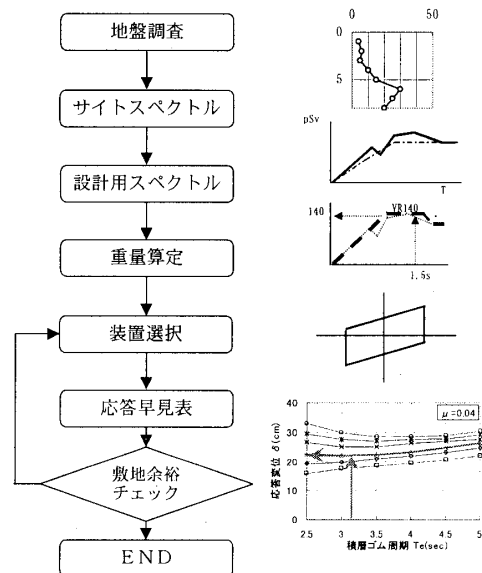 地盤調査
サイトスペクトル
設計用スペクトル
重量算定
装置選択
応答早見表
敷地余裕
チェック
END
0 50
0
5
pSv
T
140
VR140
1.6s
μ=0.04
応答変位 δ(cm)
40
30
20
10
0
2.5 3 3.5 4 4.5 5
積層ゴム周期 Te(sec)